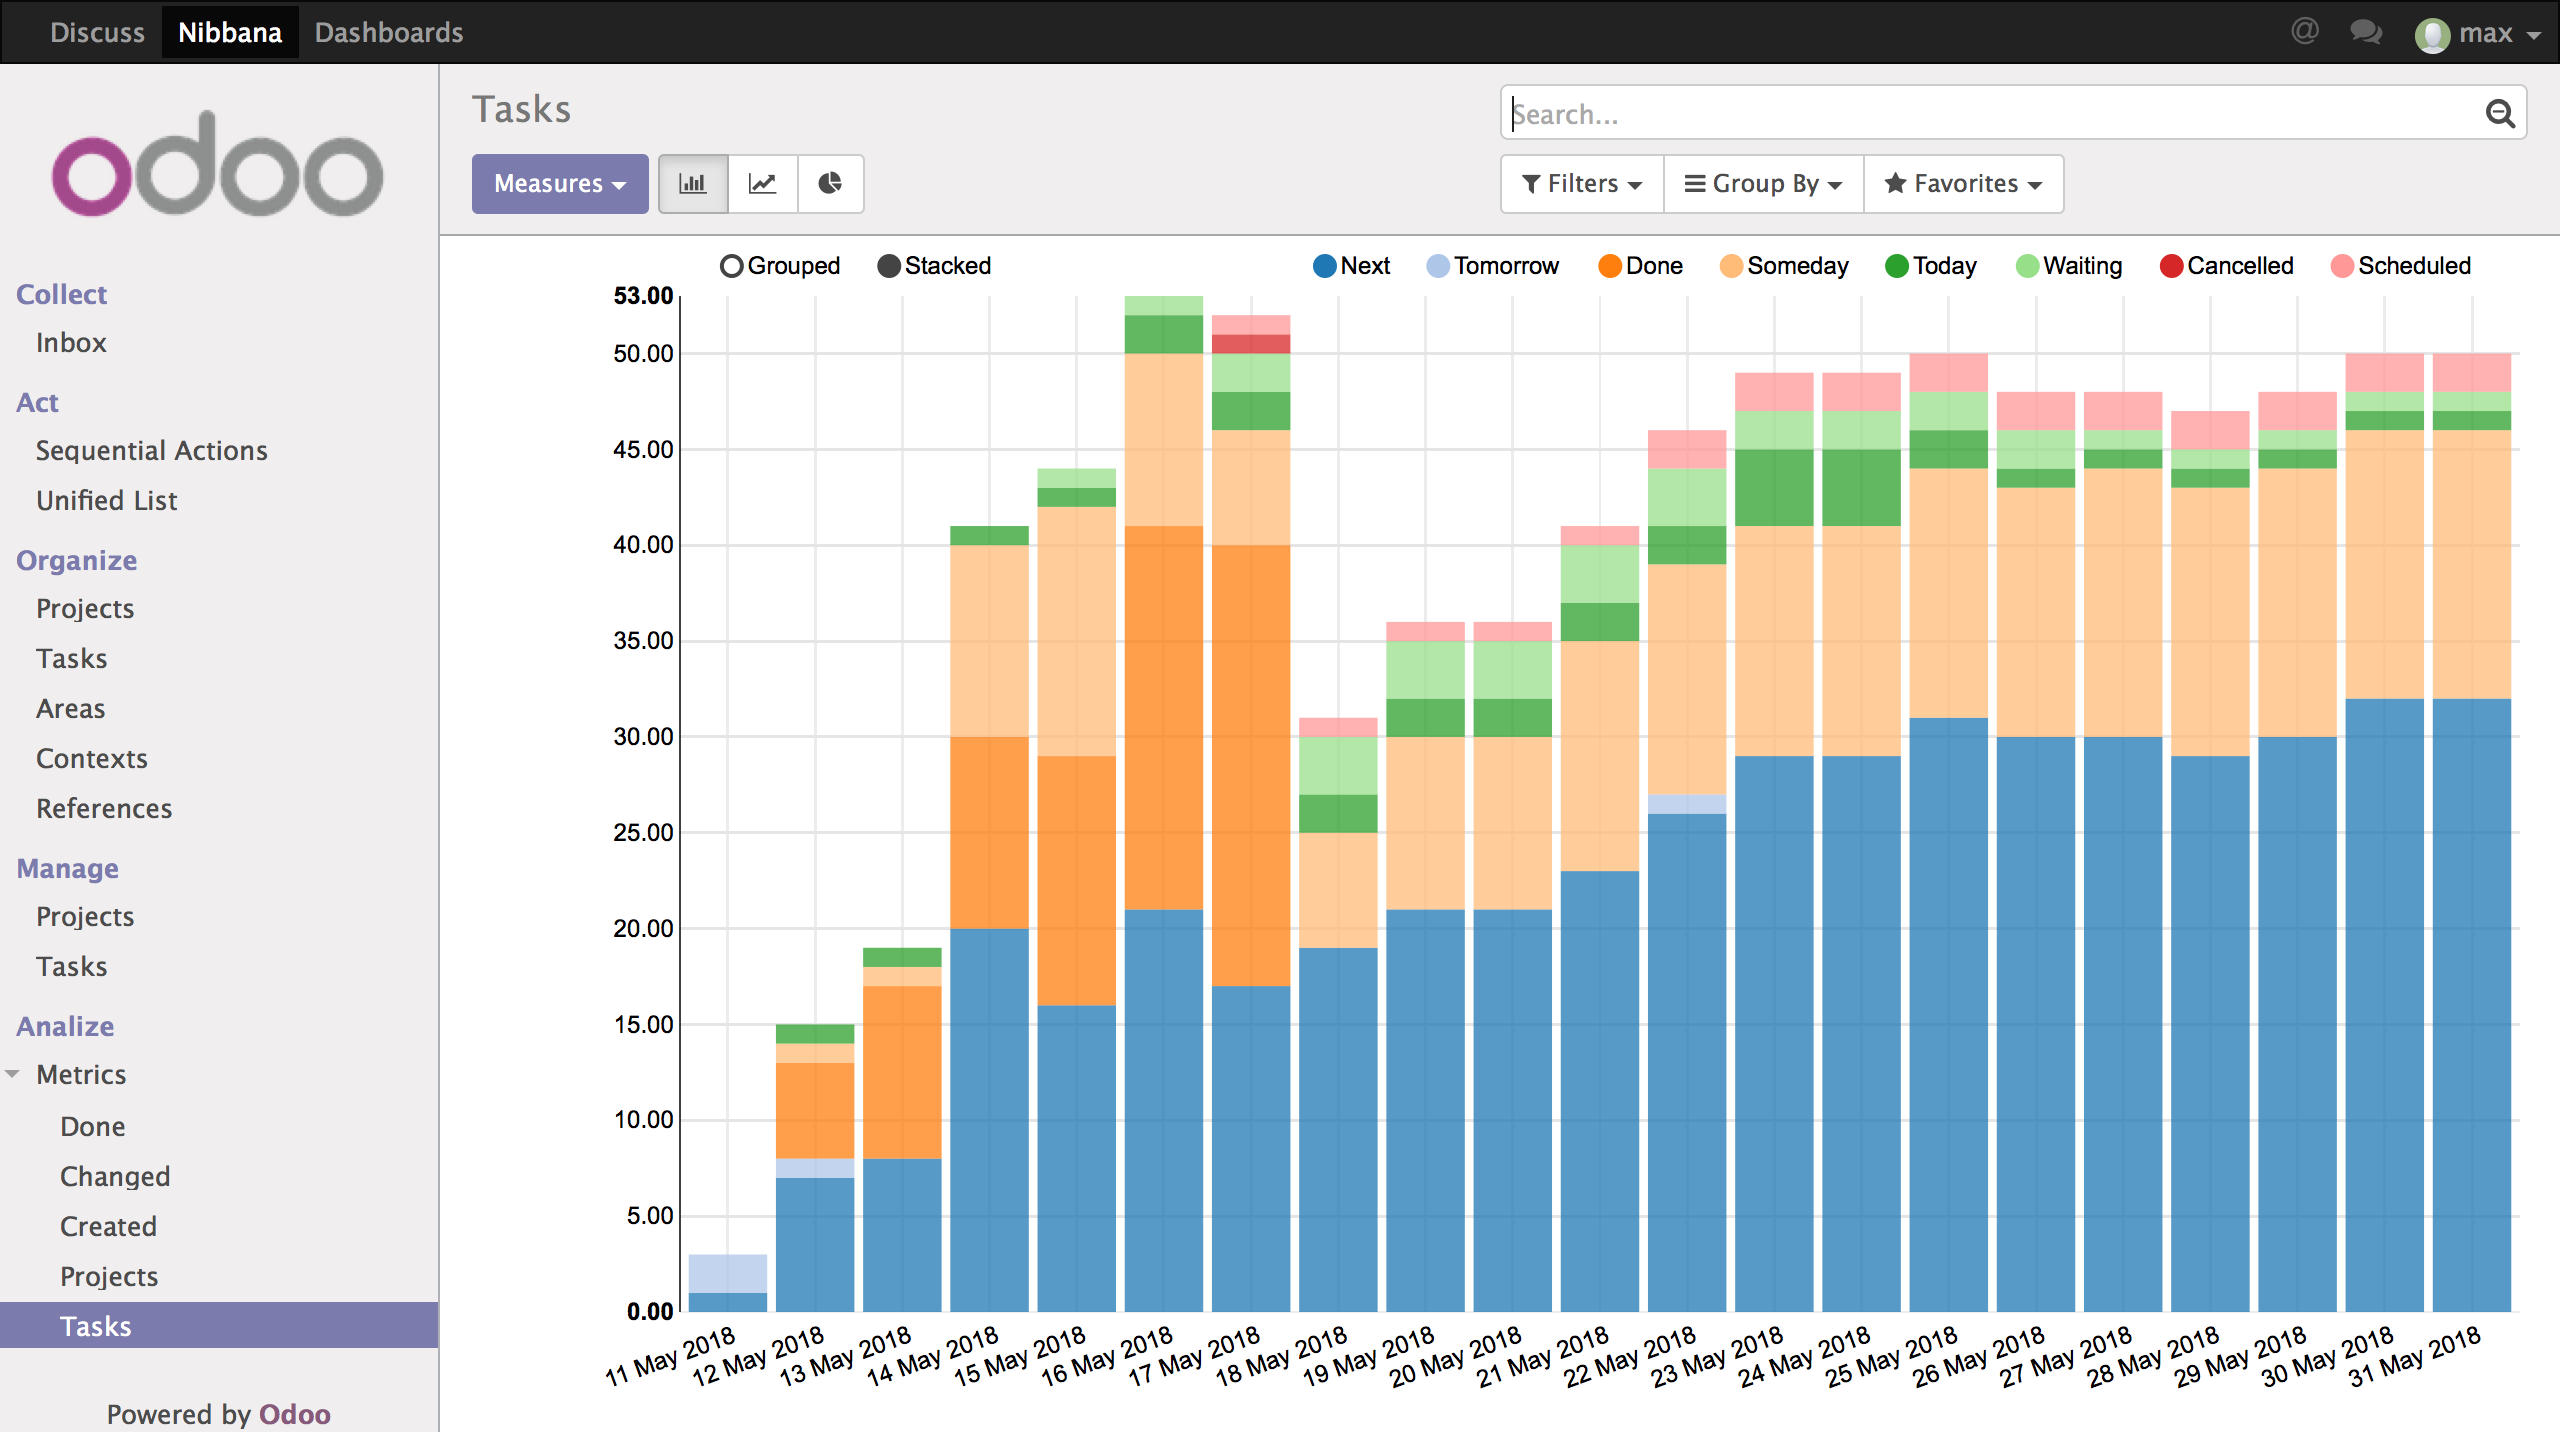 Discuss Nibbana Dashboards @ max
odoo
Collect
Inbox
Act
Sequential Actions
Unified List
Organize
Projects
Tasks
Areas
Contexts
References
Manage
Projects
Tasks
Analize
Metrics
Done
Changed
Created
Projects
Tasks
Powered by Odoo
Tasks
Search...
Measures
Filters Group By Favorites
Grouped Stacked Next Tomorrow Done Someday Today Waiting Cancelled Scheduled
53.00
50.00
45.00
40.00
35.00
30.00
25.00
20.00
15.00
10.00
5.00
0.00
11 May 2018
12 May 2018
13 May 2018
14 May 2018
15 May 2018
16 May 2018
17 May 2018
18 May 2018
19 May 2018
20 May 2018
21 May 2018
22 May 2018
23 May 2018
24 May 2018
25 May 2018
26 May 2018
27 May 2018
28 May 2018
29 May 2018
30 May 2018
31 May 2018